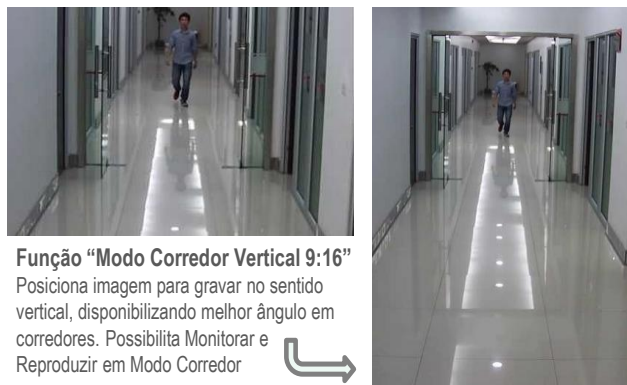 Função “Modo Corredor Vertical 9:16”
Posiciona imagem para gravar no sentido
vertical, disponibilizando melhor ângulo em
corredores. Possibilita Monitorar e
Reproduzir em Modo Corredor